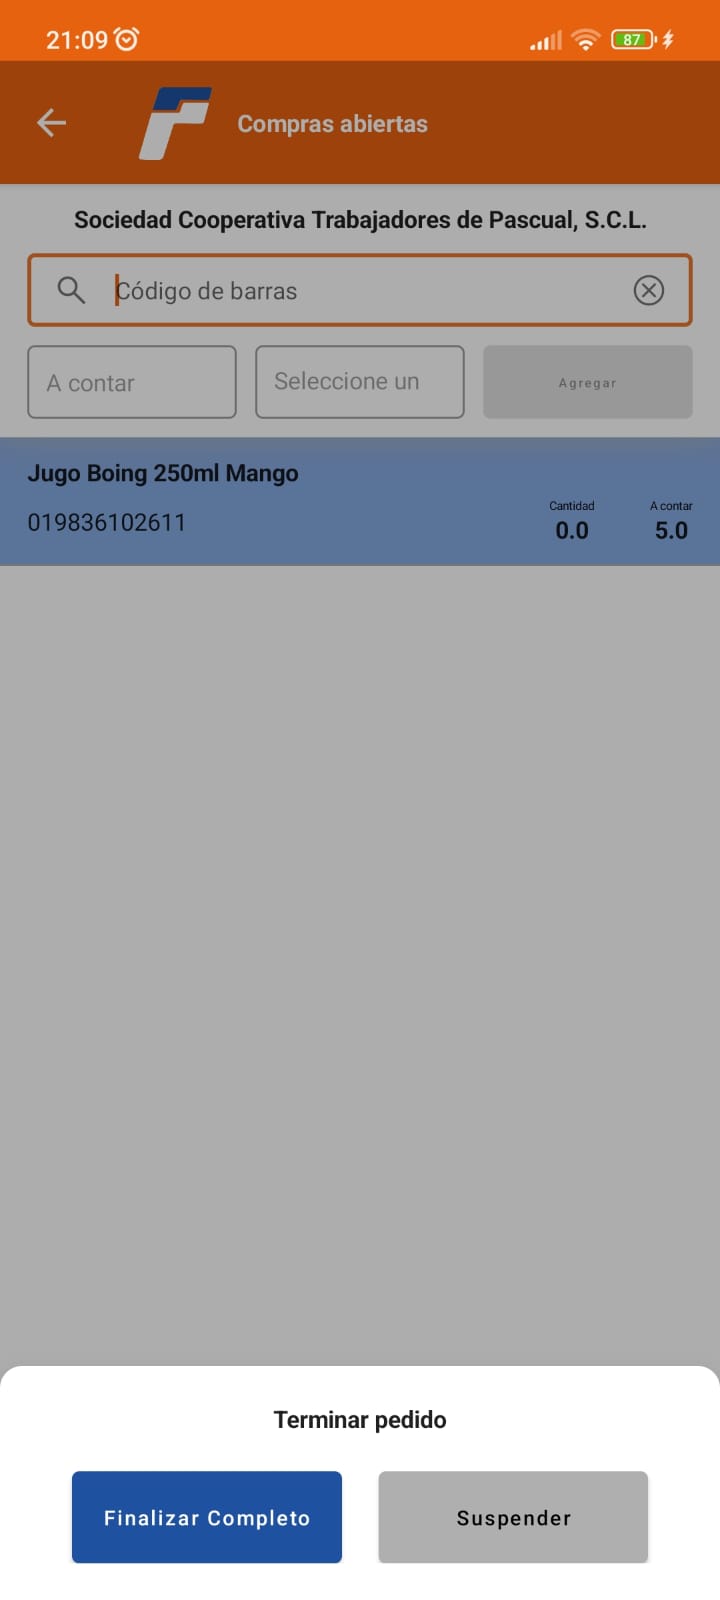 21:09
87
Compras abiertas
Sociedad Cooperativa Trabajadores de Pascual, S.C.L.
Código de barras
A contar
Seleccione un
Agregar
Jugo Boing 250ml Mango
019836102611
Cantidad
0.0
A contar
5.0
Terminar pedido
Finalizar Completo
Suspender